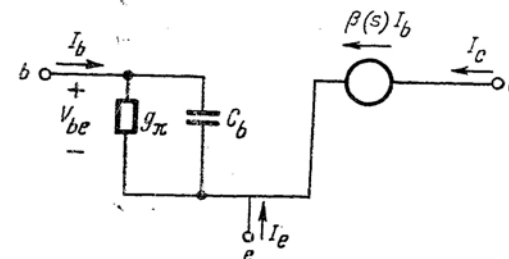 β(s) I_b
I_b
I_c
b
+
V_be
g_π
C_b
−
I_e
e